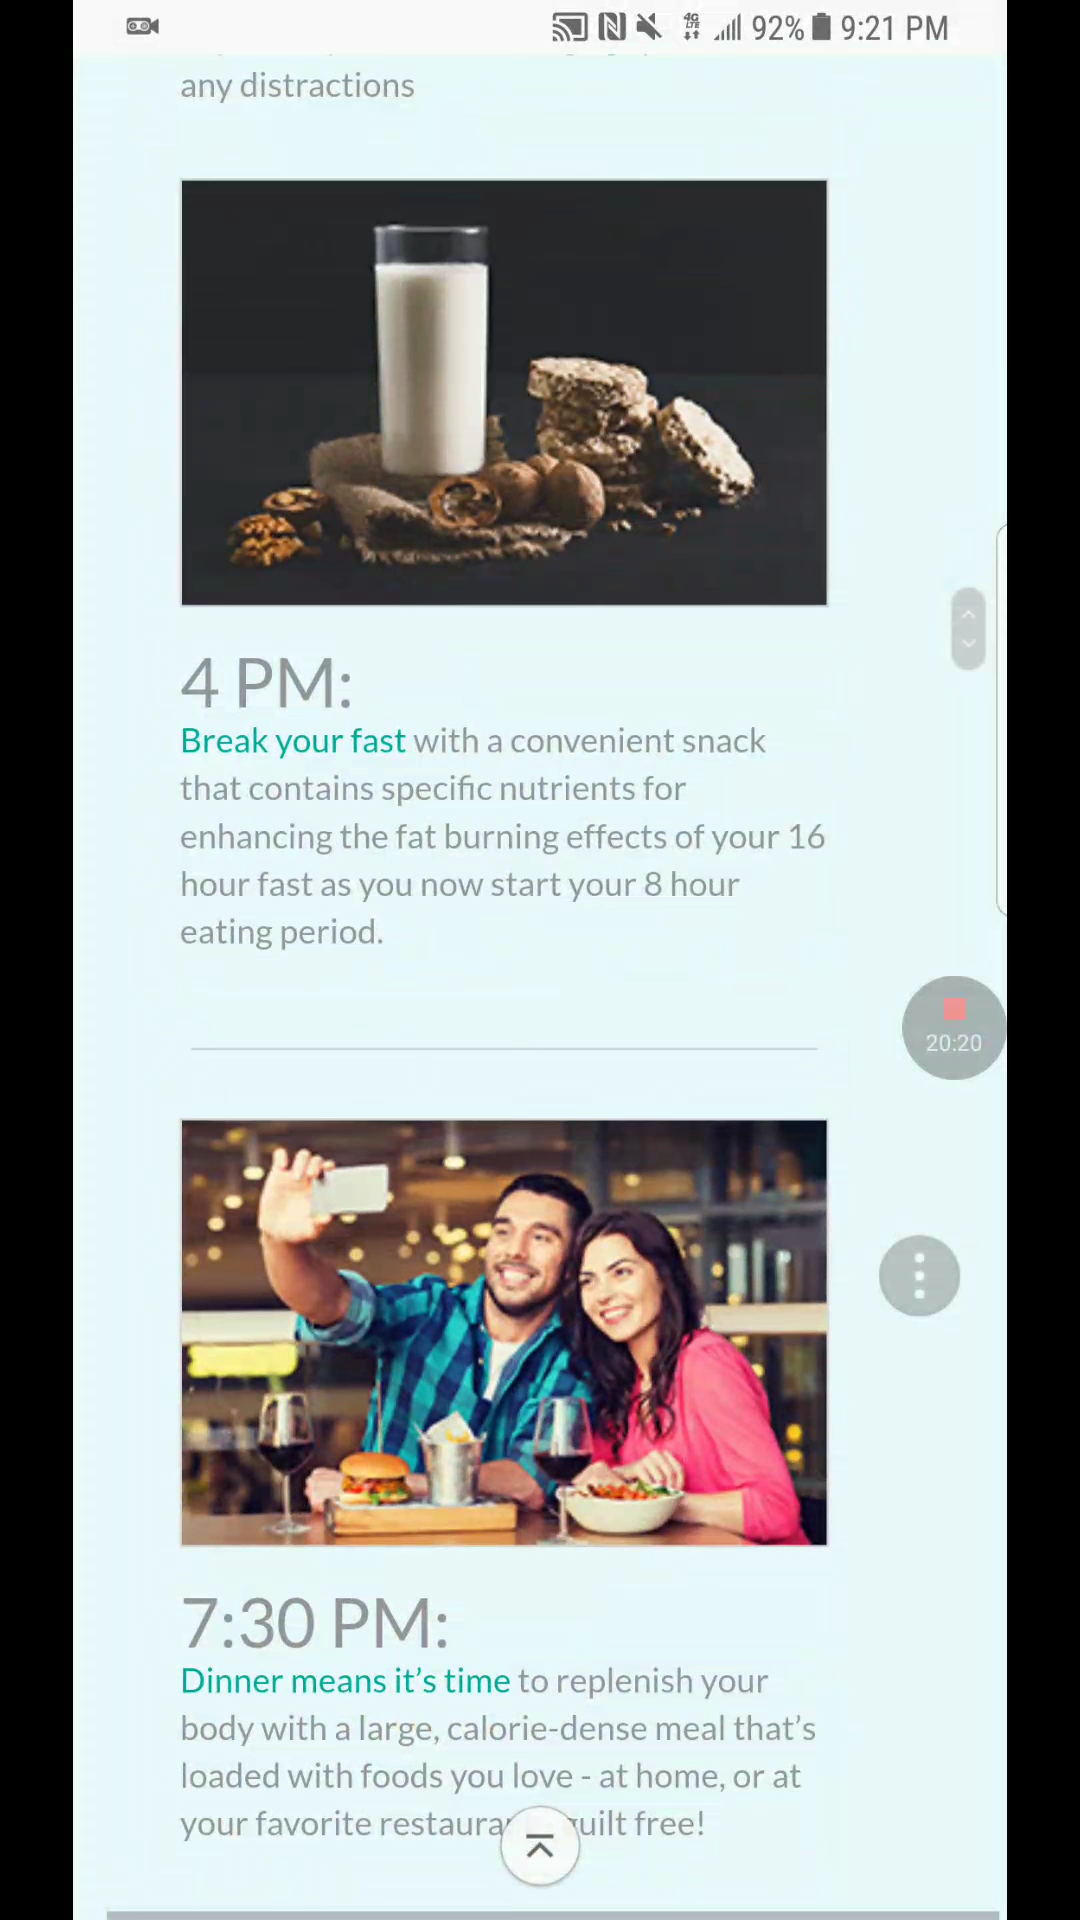 92% 9:21 PM
any distractions
4 PM:
Break your fast with a convenient snack
that contains specific nutrients for
enhancing the fat burning effects of your 16
hour fast as you now start your 8 hour
eating period.
20:20
7:30 PM:
Dinner means it's time to replenish your
body with a large, calorie-dense meal that's
loaded with foods you love - at home, or at
your favorite free!